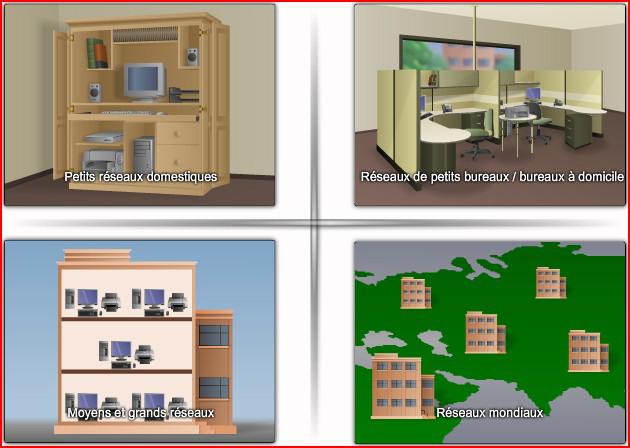 Petits réseaux domestiques
Réseaux de petits bureaux / bureaux à domicile
Moyens et grands réseaux
Réseaux mondiaux